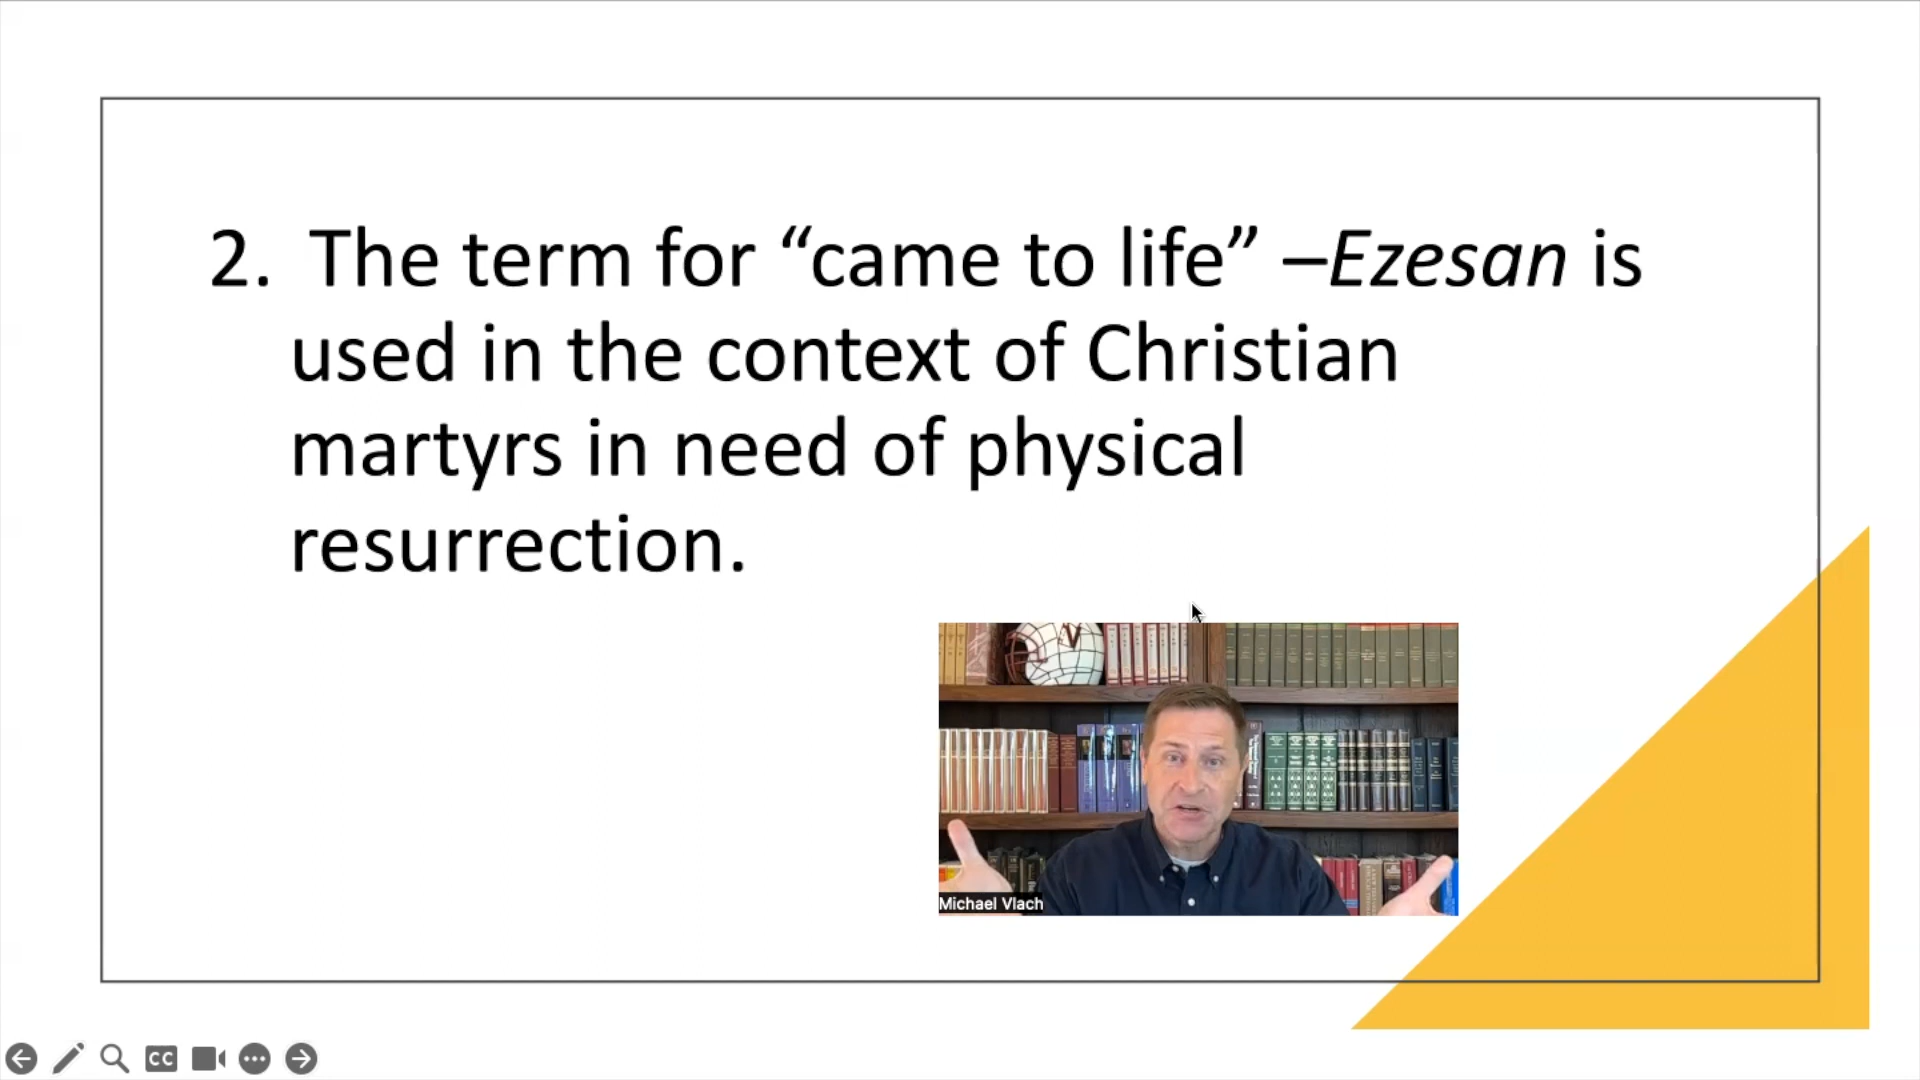 2. The term for “came to life” –Ezesan is
used in the context of Christian
martyrs in need of physical
resurrection.
Michael Vlach
CC